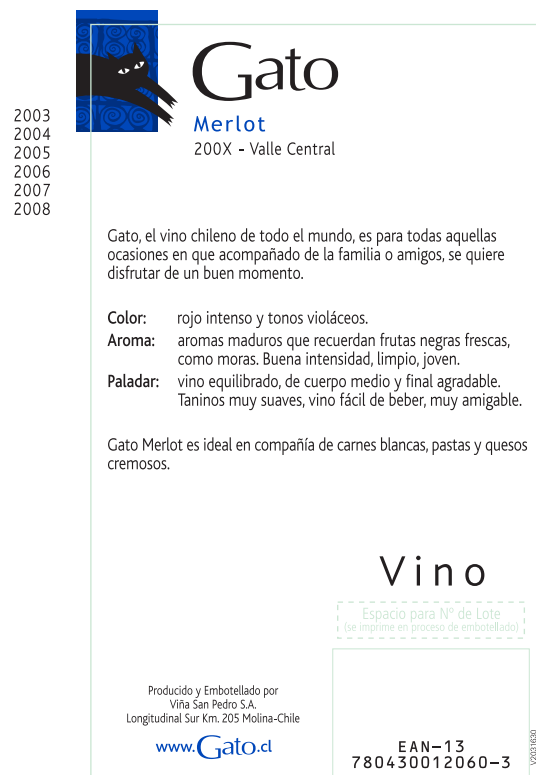 Gato
Merlot
200X - Valle Central
2003
2004
2005
2006
2007
2008
Gato, el vino chileno de todo el mundo, es para todas aquellas
ocasiones en que acompañado de la familia o amigos, se quiere
disfrutar de un buen momento.
Color: rojo intenso y tonos violáceos.
Aroma: aromas maduros que recuerdan frutas negras frescas,
como moras. Buena intensidad, limpio, joven.
Paladar: vino equilibrado, de cuerpo medio y final agradable.
Taninos muy suaves, vino fácil de beber, muy amigable.
Gato Merlot es ideal en compañía de carnes blancas, pastas y quesos
cremosos.
Vino
Espacio para Nº de Lote
(se imprime en proceso de embotellado)
Producido y Embotellado por
Viña San Pedro S.A.
Longitudinal Sur Km. 205 Molina-Chile
www.Gato.cl
EAN-13
780430012060-3
V2031630